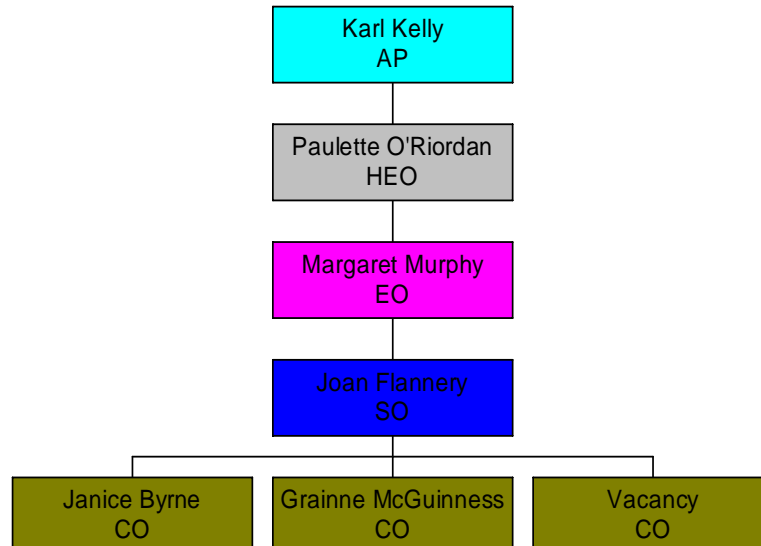 Karl Kelly
AP
Paulette O'Riordan
HEO
Margaret Murphy
EO
Joan Flannery
SO
Janice Byrne
CO
Grainne McGuinness
CO
Vacancy
CO